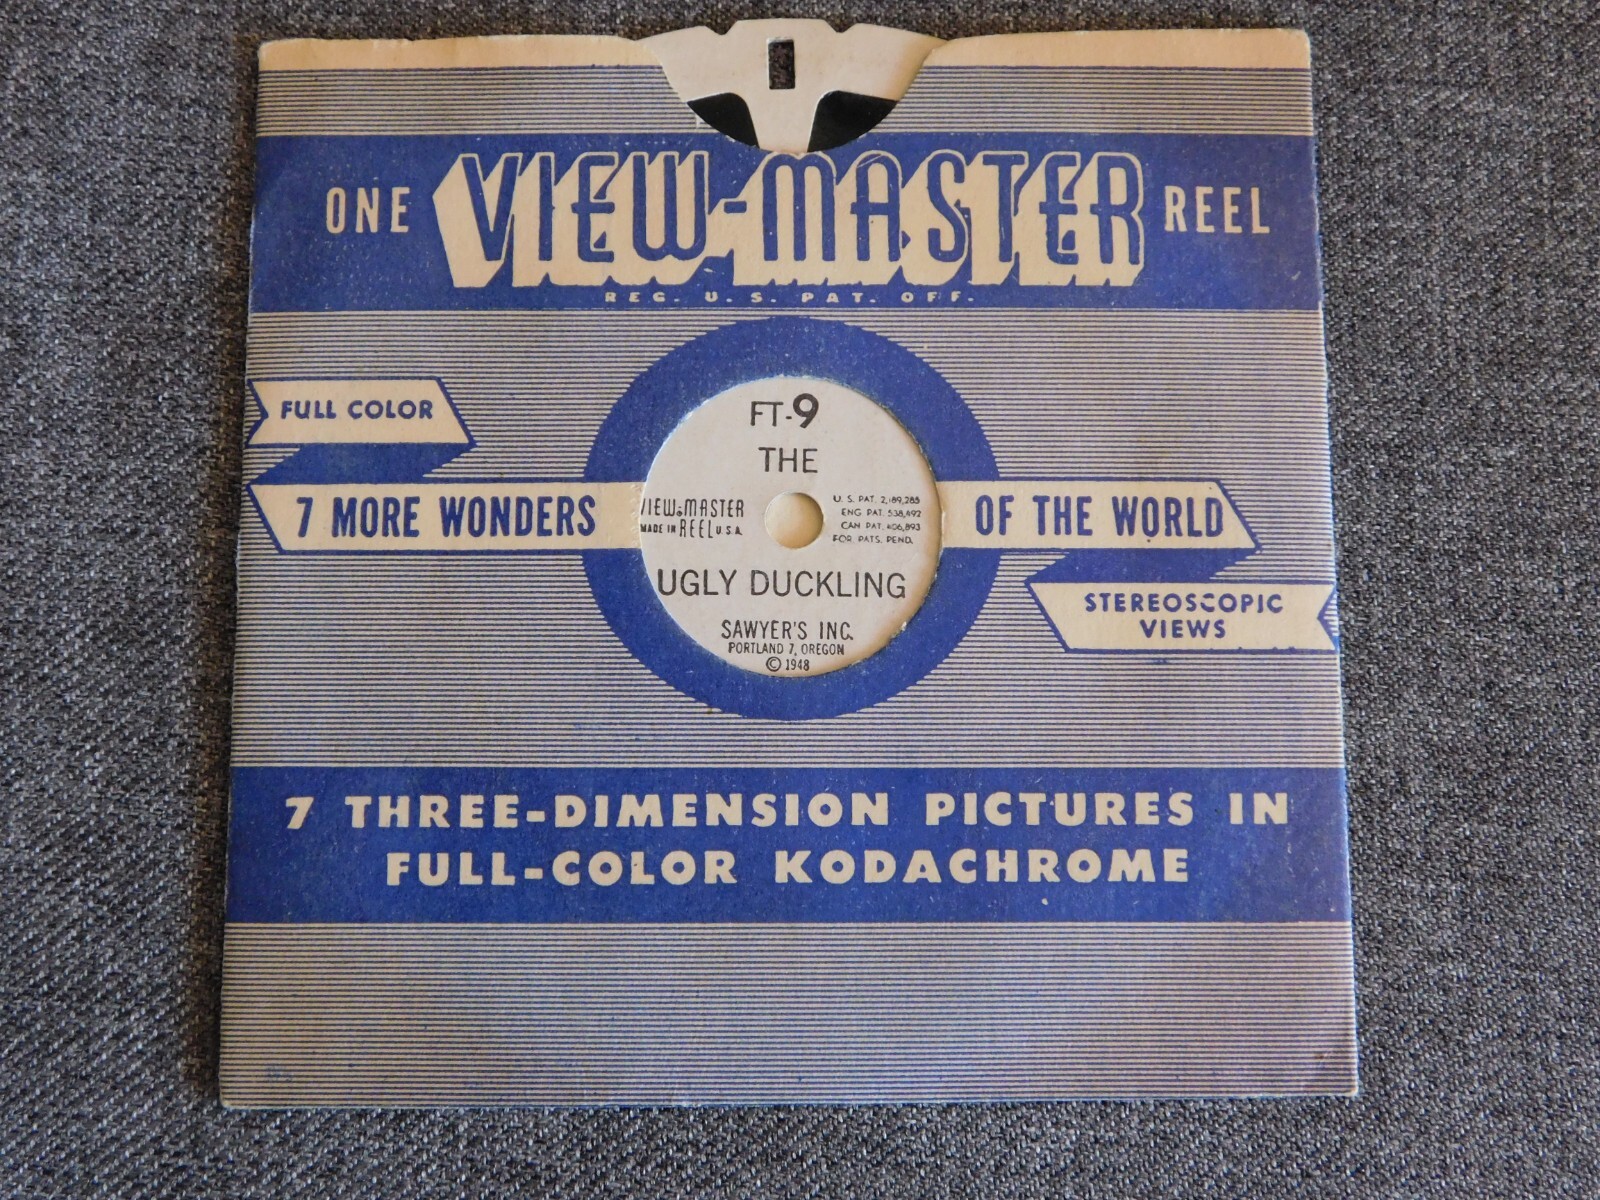 ONE VIEW-MASTER REEL
REG. U. S. PAT. OFF.
FULL COLOR
7 MORE WONDERS OF THE WORLD
STEREOSCOPIC
VIEWS
FT-9
THE
VIEW-MASTER
MADE IN REEL U.S.A.
U. S. PAT. 2,189,285
ENG PAT. 538,892
CAN PAT. 406,893
FOR. PATS. PEND.
UGLY DUCKLING
SAWYER'S INC.
PORTLAND 7, OREGON
© 1948
7 THREE-DIMENSION PICTURES IN
FULL-COLOR KODACHROME